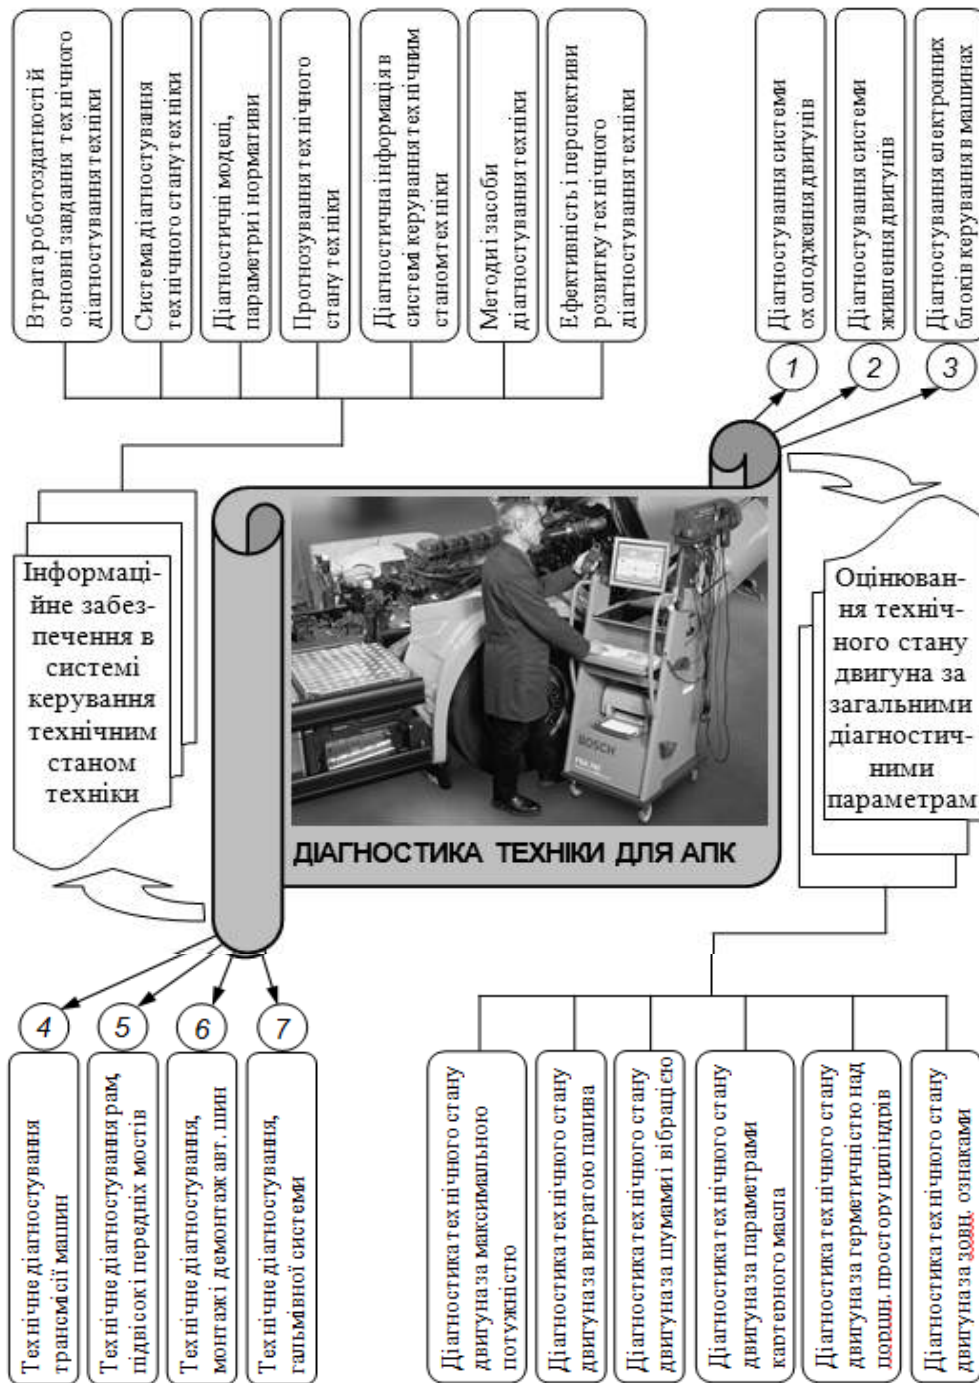 Втрата роботоздатності й
основні завдання технічного
діагностування техніки
Система діагностування
технічного стану техніки
Діагностичні моделі,
параметри і нормативи
Прогнозування технічного
стану техніки
Діагностична інформація в
системі керування технічним
станом техніки
Методи і засоби
діагностування техніки
Ефективність і перспективи
розвитку технічного
діагностування техніки
Діагностування системи
охолодження двигунів
Діагностування системи
живлення двигунів
Діагностування електронних
блоків керування в машинах
1
2
3
Інформаці-
йне забез-
печення в
системі
керування
технічним
станом
техніки
BOSCH
ДІАГНОСТИКА ТЕХНІКИ ДЛЯ АПК
Оцінюван-
ня техніч-
ного стану
двигуна за
загальними
діагностич-
ними
параметрам
4
5
6
7
Технічне діагностування
трансмісії машин
Технічне діагностування рам,
підвісок і передніх мостів
Технічне діагностування,
монтаж і демонтаж авт. шин
Технічне діагностування,
гальмівної системи
Діагностика технічного стану
двигуна за максимальною
потужністю
Діагностика технічного стану
двигуна за витратою палива
Діагностика технічного стану
двигуна за шумами і вібрацією
Діагностика технічного стану
двигуна за параметрами
картерного масла
Діагностика технічного стану
двигуна за герметичністю над
поршн. простору циліндрів
Діагностика технічного стану
двигуна за зовн. ознаками